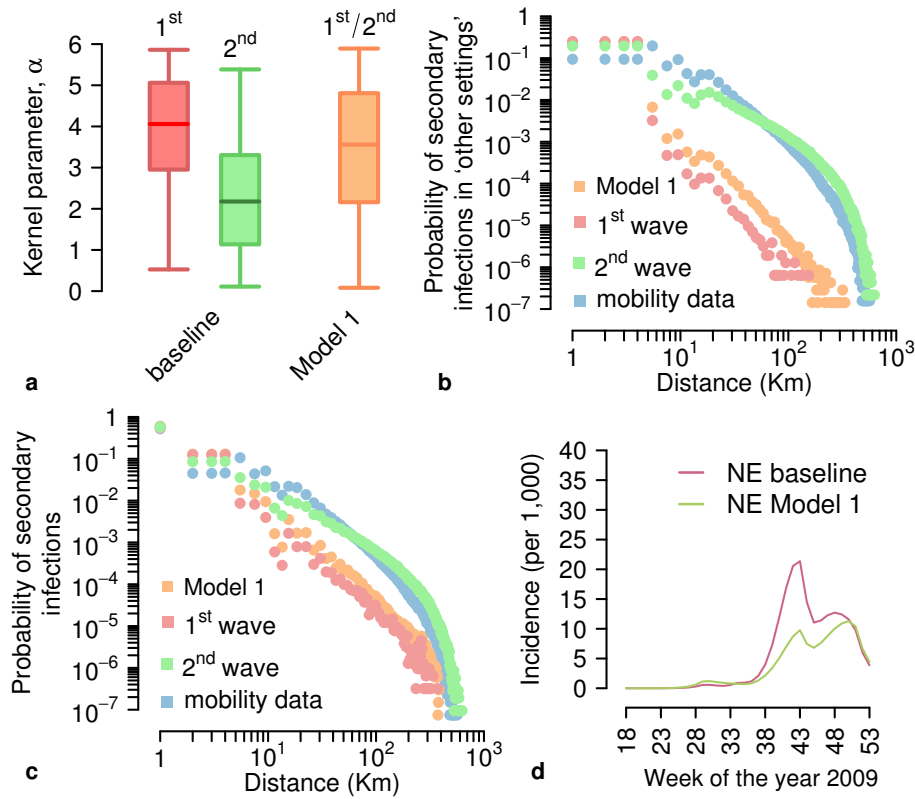 a
Kernel parameter, α
6
5
4
3
2
1
0
1st
2nd
1st/2nd
baseline
Model 1
b
Probability of secondary
infections in ‘other settings’
1
10−1
10−2
10−3
10−4
10−5
10−6
10−7
Model 1
1st wave
2nd wave
mobility data
1
101
102
103
Distance (Km)
c
Probability of secondary
infections
1
10−1
10−2
10−3
10−4
10−5
10−6
10−7
Model 1
1st wave
2nd wave
mobility data
1
101
102
103
Distance (Km)
d
Incidence (per 1,000)
40
35
30
25
20
15
10
5
0
NE baseline
NE Model 1
18
23
28
33
38
43
48
53
Week of the year 2009